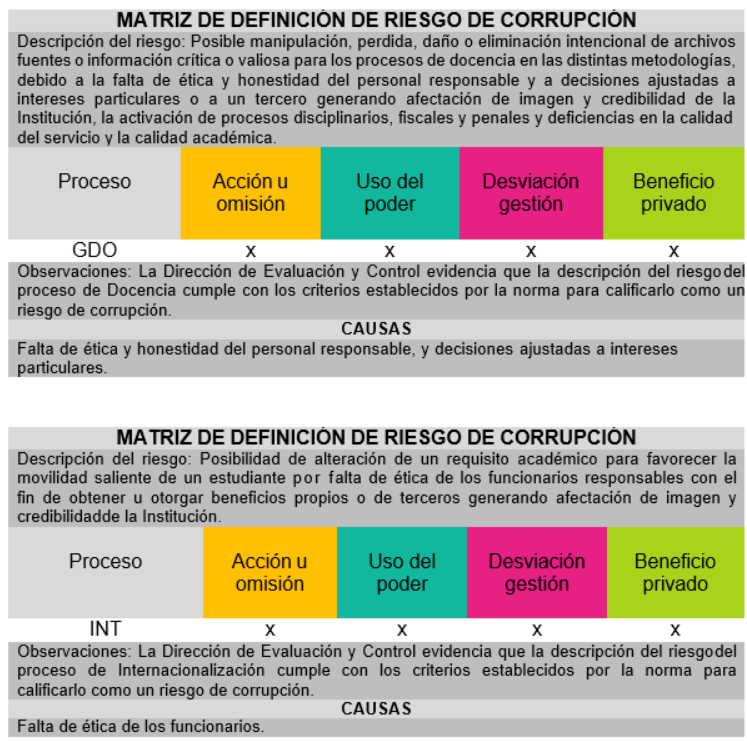 MATRIZ DE DEFINICIÓN DE RIESGO DE CORRUPCIÓN
Descripción del riesgo: Posible manipulación, perdida, daño o eliminación intencional de archivos
fuentes o información crítica o valiosa para los procesos de docencia en las distintas metodologías,
debido a la falta de ética y honestidad del personal responsable y a decisiones ajustadas a
intereses particulares o a un tercero generando afectación de imagen y credibilidad de la
Institución, la activación de procesos disciplinarios, fiscales y penales y deficiencias en la calidad
del servicio y la calidad académica.
Proceso Acción u omisión Uso del poder Desviación gestión Beneficio privado
GDO x x x x
Observaciones: La Dirección de Evaluación y Control evidencia que la descripción del riesgo del
proceso de Docencia cumple con los criterios establecidos por la norma para calificarlo como un
riesgo de corrupción.
CAUSAS
Falta de ética y honestidad del personal responsable, y decisiones ajustadas a intereses
particulares.
MATRIZ DE DEFINICIÓN DE RIESGO DE CORRUPCIÓN
Descripción del riesgo: Posibilidad de alteración de un requisito académico para favorecer la
movilidad saliente de un estudiante por falta de ética de los funcionarios responsables con el
fin de obtener u otorgar beneficios propios o de terceros generando afectación de imagen y
credibilidadde la Institución.
Proceso Acción u omisión Uso del poder Desviación gestión Beneficio privado
INT x x x x
Observaciones: La Dirección de Evaluación y Control evidencia que la descripción del riesgodel
proceso de Internacionalización cumple con los criterios establecidos por la norma para
calificarlo como un riesgo de corrupción.
CAUSAS
Falta de ética de los funcionarios.